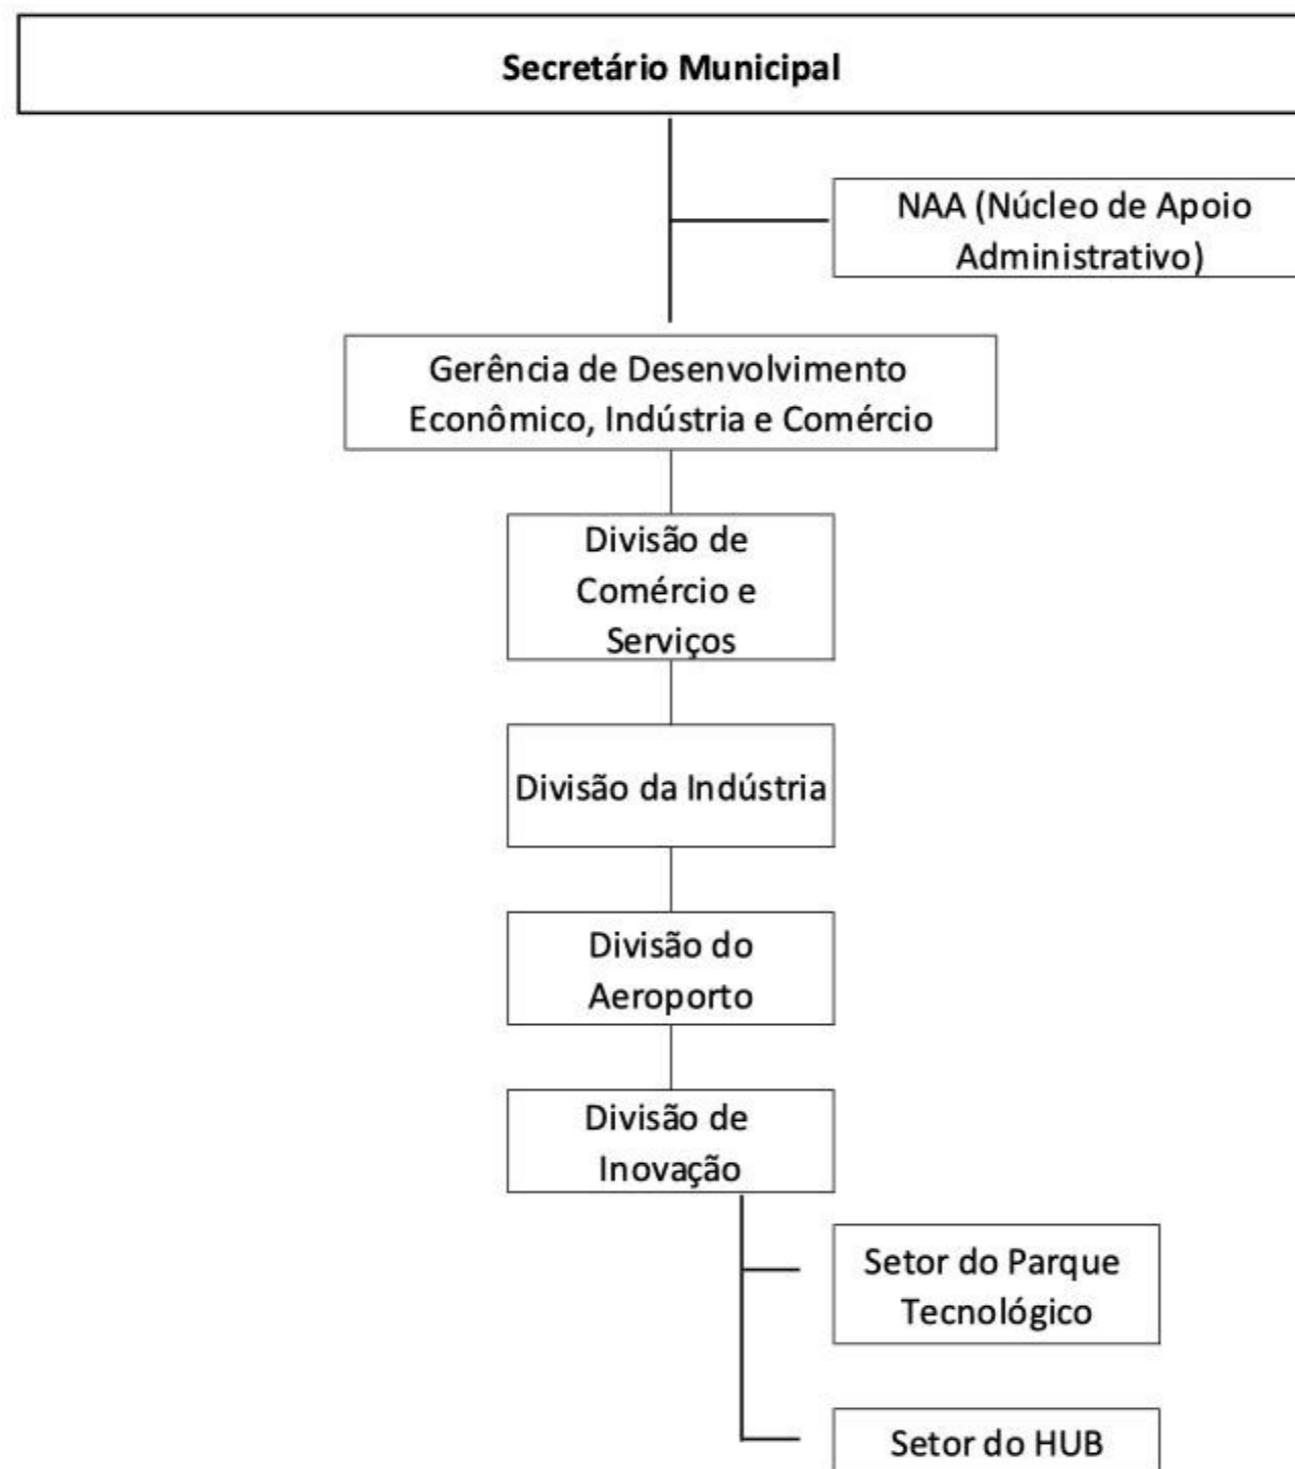 Secretário Municipal
NAA (Núcleo de Apoio
Administrativo)
Gerência de Desenvolvimento
Econômico, Indústria e Comércio
Divisão de
Comércio e
Serviços
Divisão da Indústria
Divisão do
Aeroporto
Divisão de
Inovação
Setor do Parque
Tecnológico
Setor do HUB